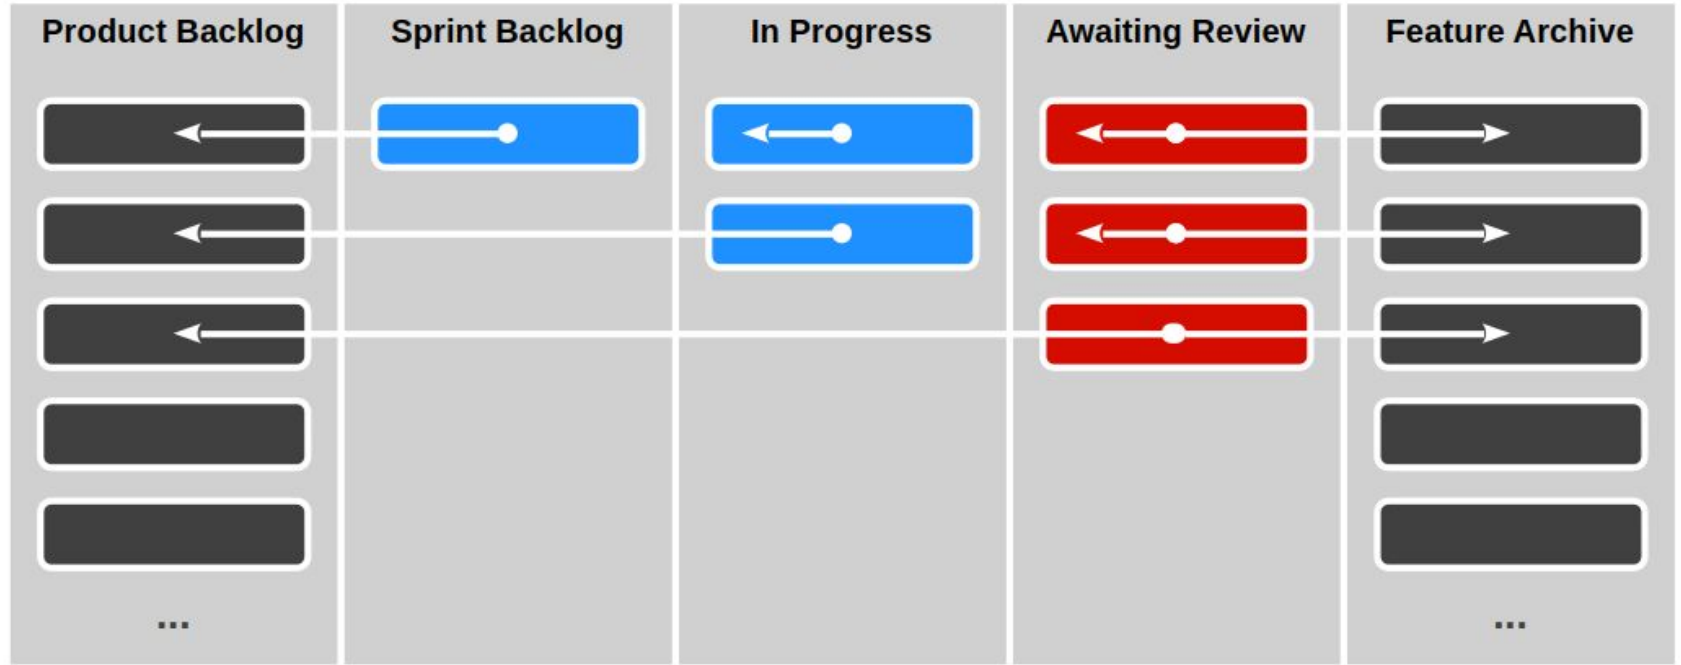 Product Backlog
Sprint Backlog
In Progress
Awaiting Review
Feature Archive
...
...